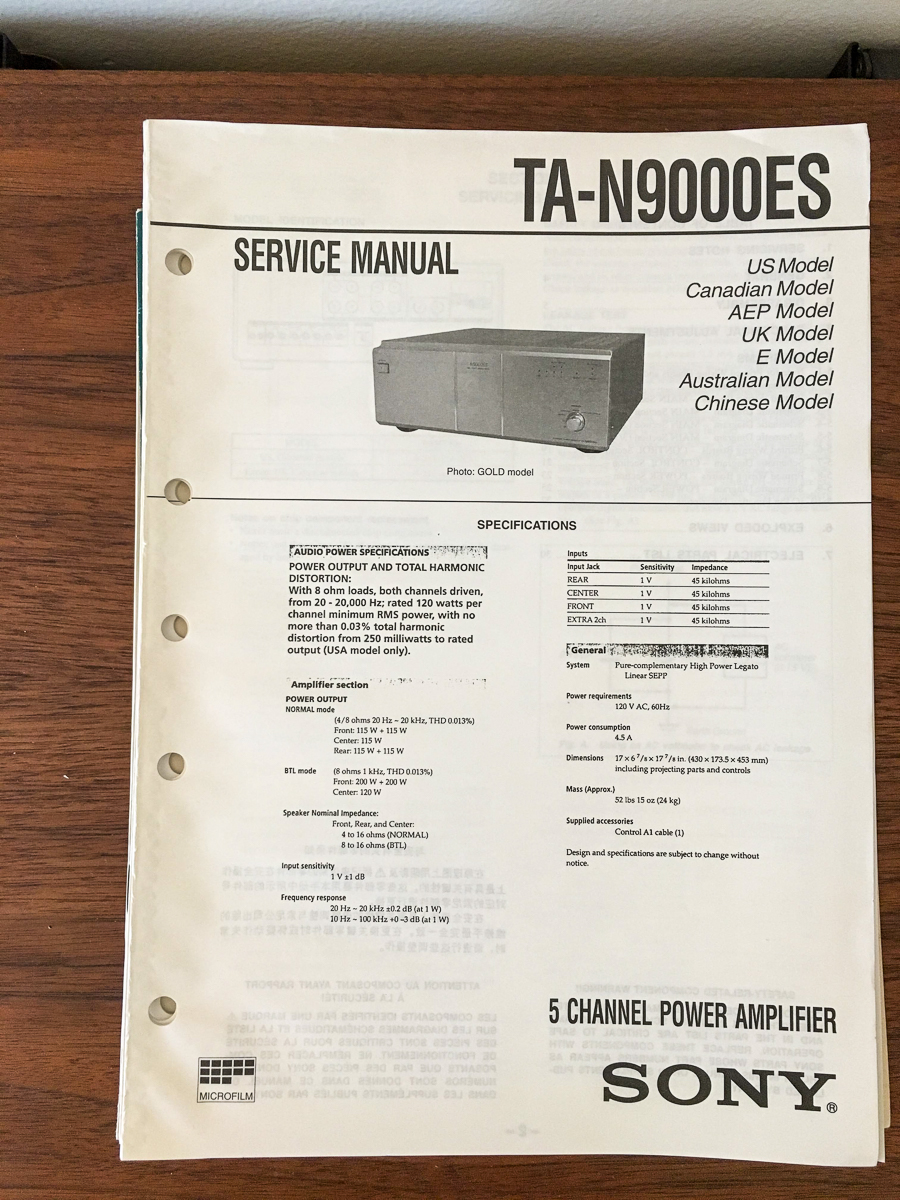 TA-N9000ES
SERVICE MANUAL
US Model
Canadian Model
AEP Model
UK Model
E Model
Australian Model
Chinese Model
Photo: GOLD model
SPECIFICATIONS
AUDIO POWER SPECIFICATIONS
POWER OUTPUT AND TOTAL HARMONIC
DISTORTION:
With 8 ohm loads, both channels driven,
from 20 - 20,000 Hz; rated 120 watts per
channel minimum RMS power, with no
more than 0.03% total harmonic
distortion from 250 milliwatts to rated
output (USA model only).
Amplifier section
POWER OUTPUT
NORMAL mode
(4/8 ohms 20 Hz ~ 20 kHz, THD 0.013%)
Front: 115 W + 115 W
Center: 115 W
Rear: 115 W + 115 W
BTL mode (8 ohms 1 kHz, THD 0.013%)
Front: 200 W + 200 W
Center: 120 W
Speaker Nominal Impedance:
Front, Rear, and Center:
4 to 16 ohms (NORMAL)
8 to 16 ohms (BTL)
Input sensitivity
1 V ±1 dB
Frequency response
20 Hz ~ 20 kHz ±0.2 dB (at 1 W)
10 Hz ~ 100 kHz +0 -3 dB (at 1 W)
Inputs
Input Jack Sensitivity Impedance
REAR 1 V 45 kilohms
CENTER 1 V 45 kilohms
FRONT 1 V 45 kilohms
EXTRA 2ch 1 V 45 kilohms
General
System Pure-complementary High Power Legato
Linear SEPP
Power requirements
120 V AC, 60Hz
Power consumption
4.5 A
Dimensions 17 × 6 7/8 × 17 7/8 in. (430 × 173.5 × 453 mm)
including projecting parts and controls
Mass (Approx.)
52 lbs 15 oz (24 kg)
Supplied accessories
Control A1 cable (1)
Design and specifications are subject to change without
notice.
5 CHANNEL POWER AMPLIFIER
SONY®
MICROFILM